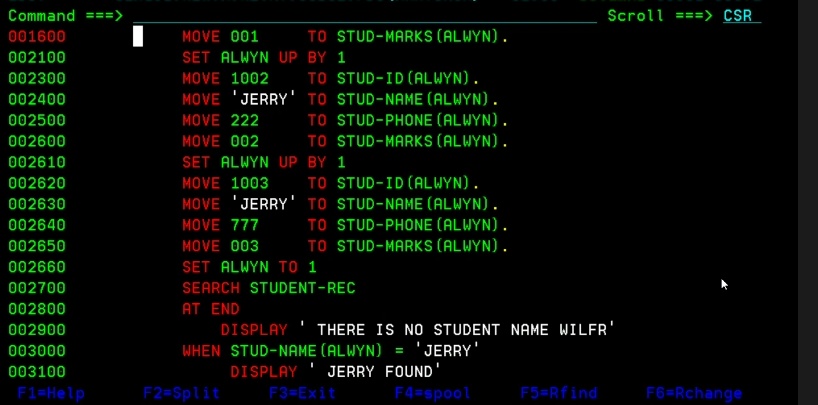 Command ===> Scroll ===> CSR
001600 MOVE 001 TO STUD-MARKS(ALWYN).
002100 SET ALWYN UP BY 1
002300 MOVE 1002 TO STUD-ID(ALWYN).
002400 MOVE 'JERRY' TO STUD-NAME(ALWYN).
002500 MOVE 222 TO STUD-PHONE(ALWYN).
002600 MOVE 002 TO STUD-MARKS(ALWYN).
002610 SET ALWYN UP BY 1
002620 MOVE 1003 TO STUD-ID(ALWYN).
002630 MOVE 'JERRY' TO STUD-NAME(ALWYN).
002640 MOVE 777 TO STUD-PHONE(ALWYN).
002650 MOVE 003 TO STUD-MARKS(ALWYN).
002660 SET ALWYN TO 1
002700 SEARCH STUDENT-REC
002800 AT END
002900 DISPLAY ' THERE IS NO STUDENT NAME WILFR'
003000 WHEN STUD-NAME(ALWYN) = 'JERRY'
003100 DISPLAY ' JERRY FOUND'
F1=Help F2=Split F3=Exit F4=spool F5=Rfind F6=Rchange